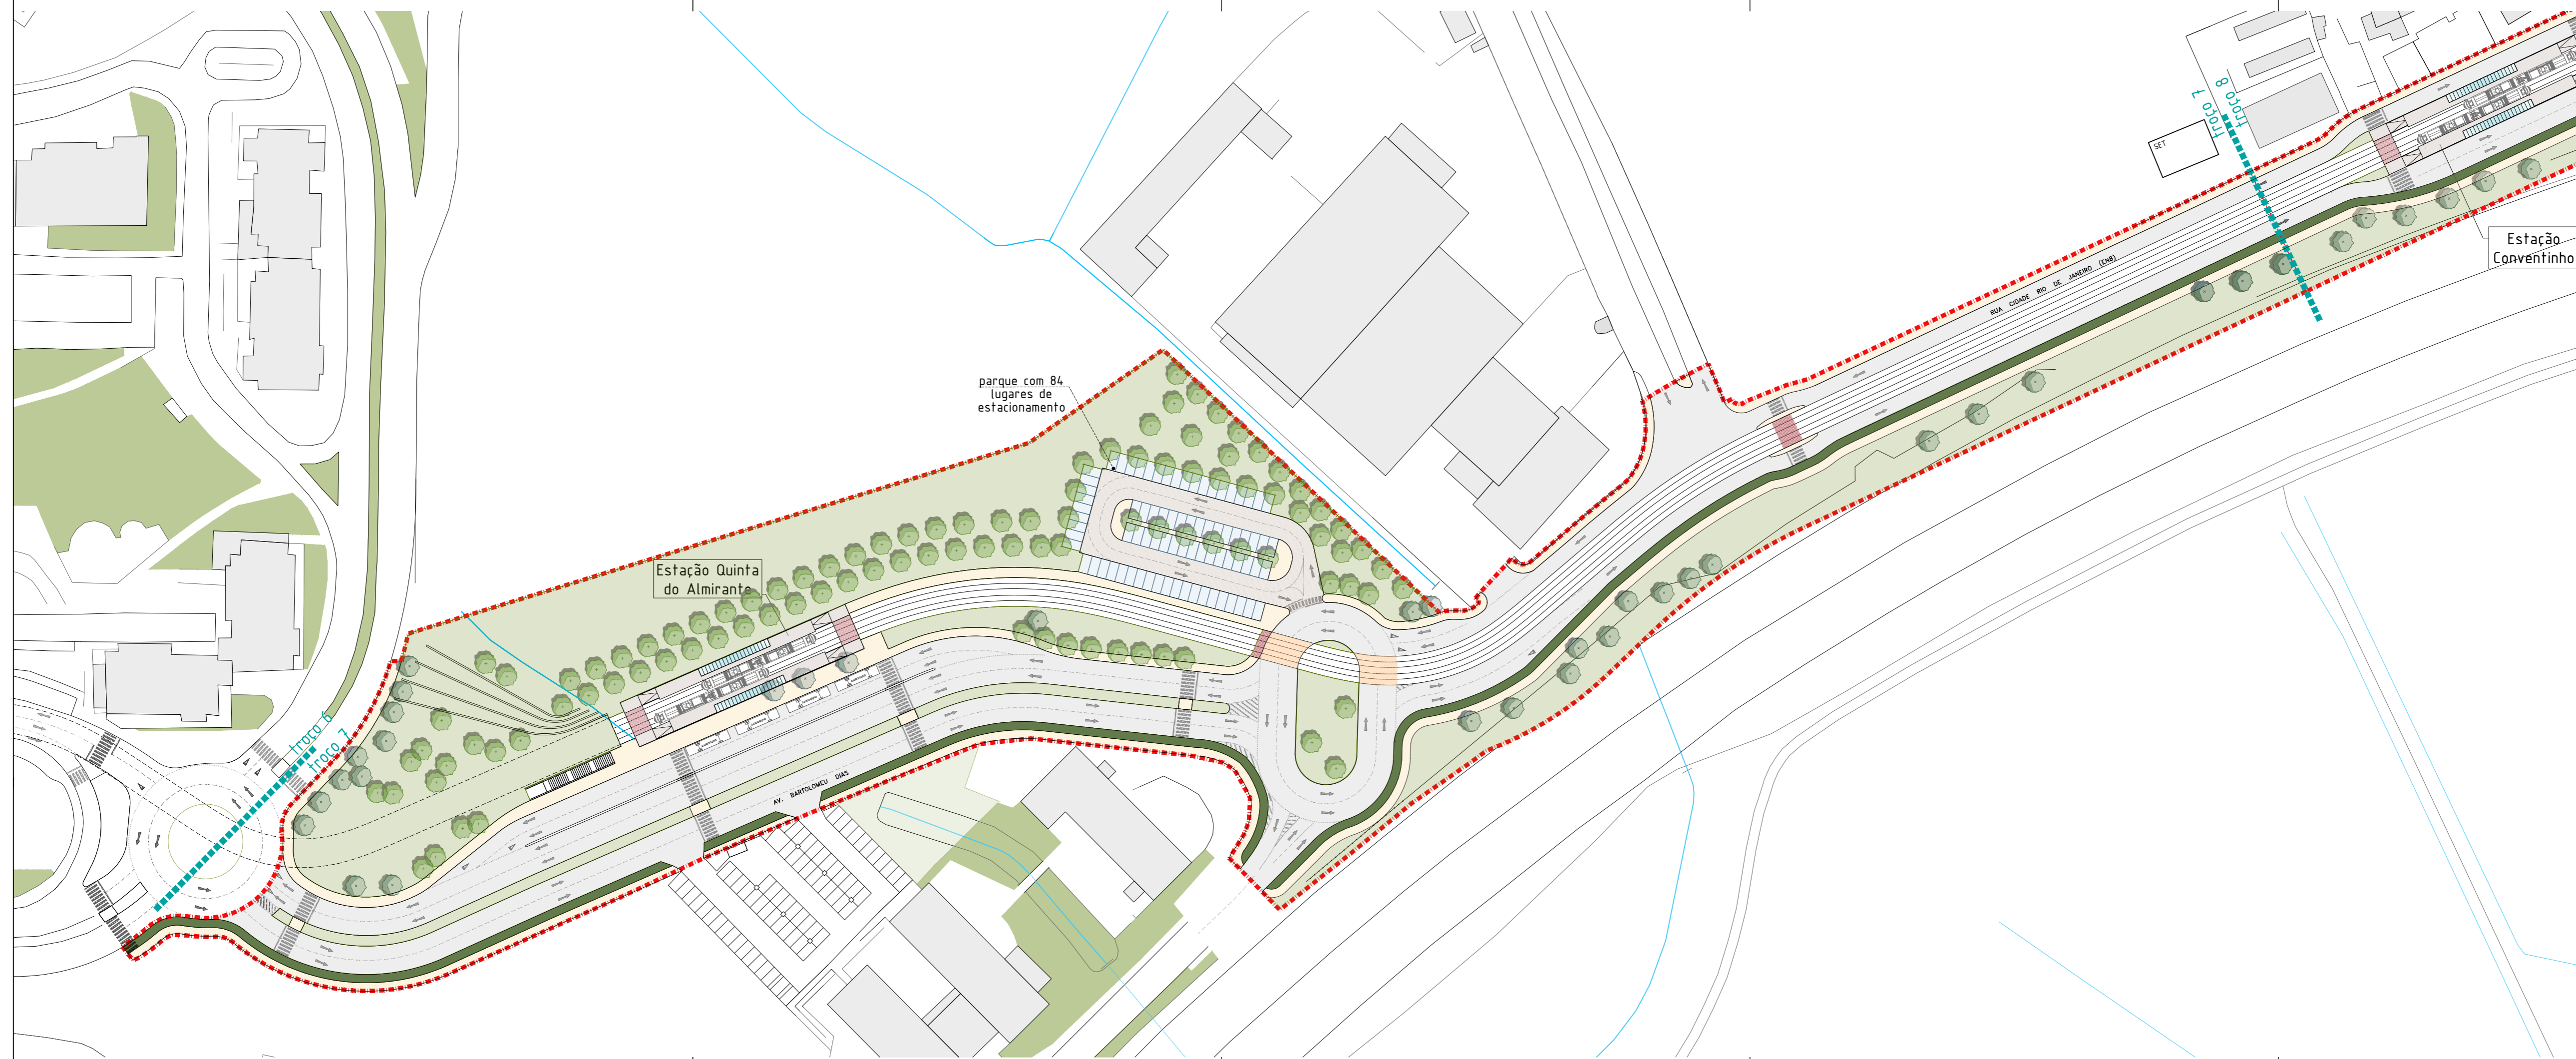 troço 7
troço 8
SET
Estação
Conventinho
RUA CIDADE RIO DE JANEIRO (EN8)
parque com 84
lugares de
estacionamento
Estação Quinta
do Almirante
troço 6
troço 7
AV. BARTOLOMEU DIAS